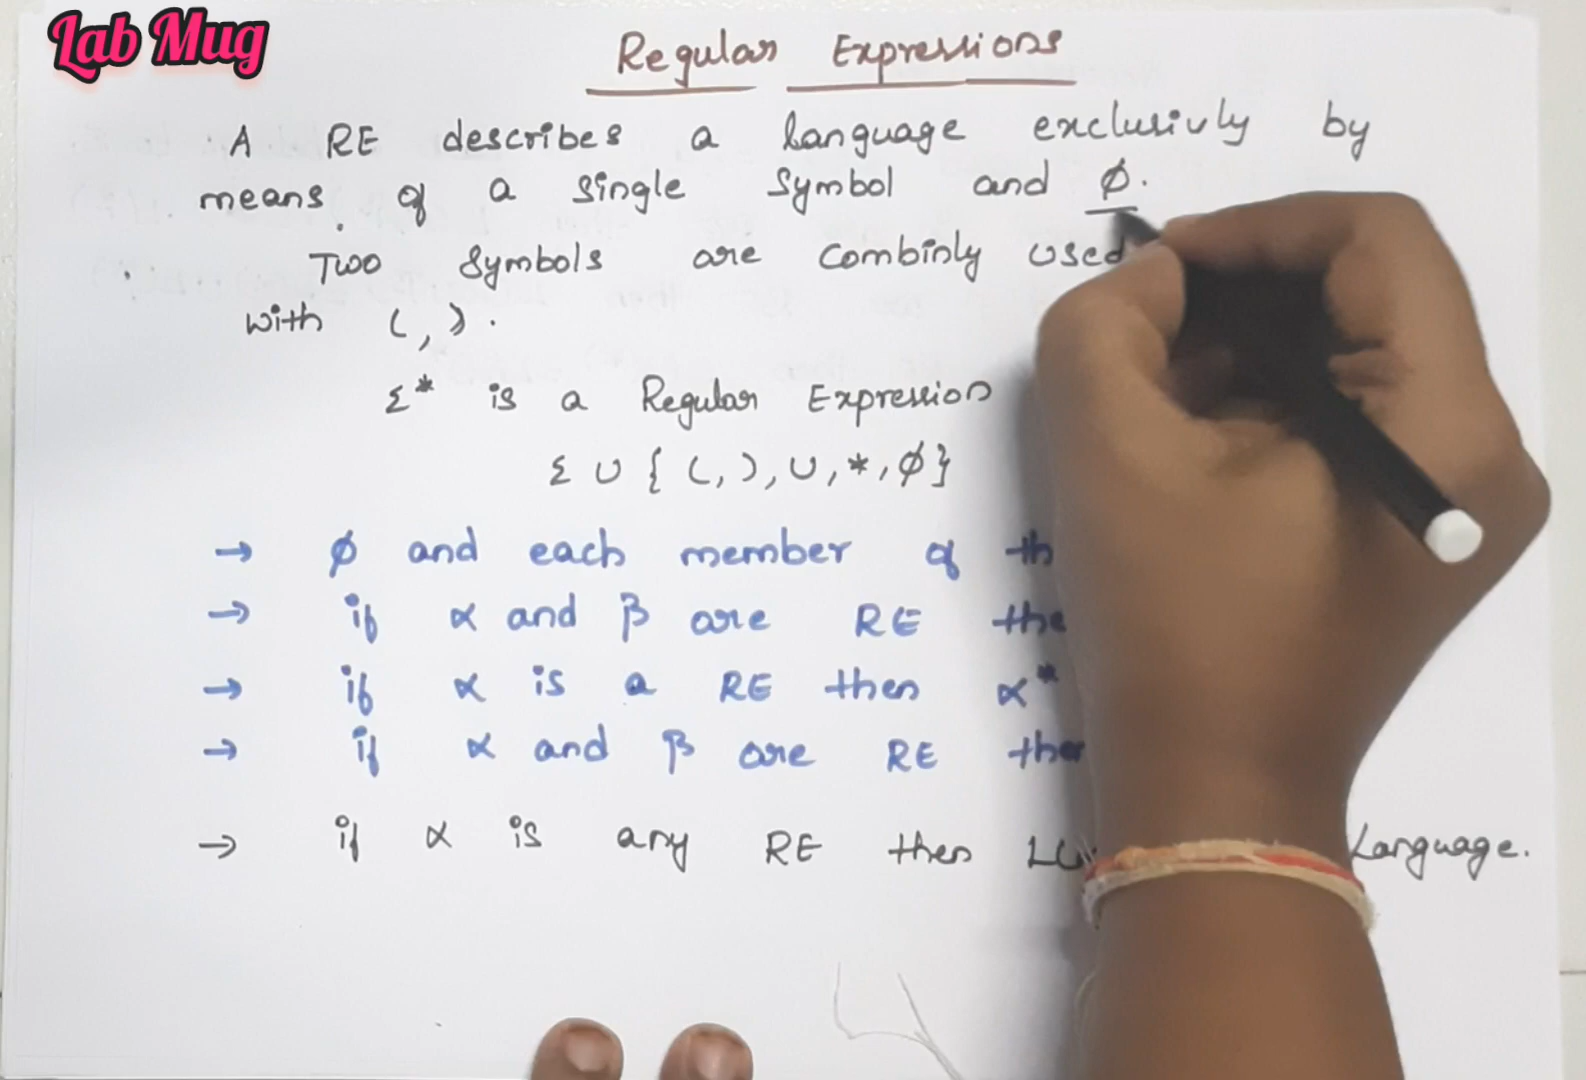 Lab Mug
Regular Expressions
A RE describes a language exclusivly by
means of a single symbol and ϕ.
Two symbols are combinly used
with (,).
Σ* is a Regular Expression
Σ ∪ { (,), ∪, *, ϕ}
→ ϕ and each member of th
→ if α and β are RE the
→ if α is a RE then α*
→ if α and β are RE then
→ if α is any RE then L( Language.